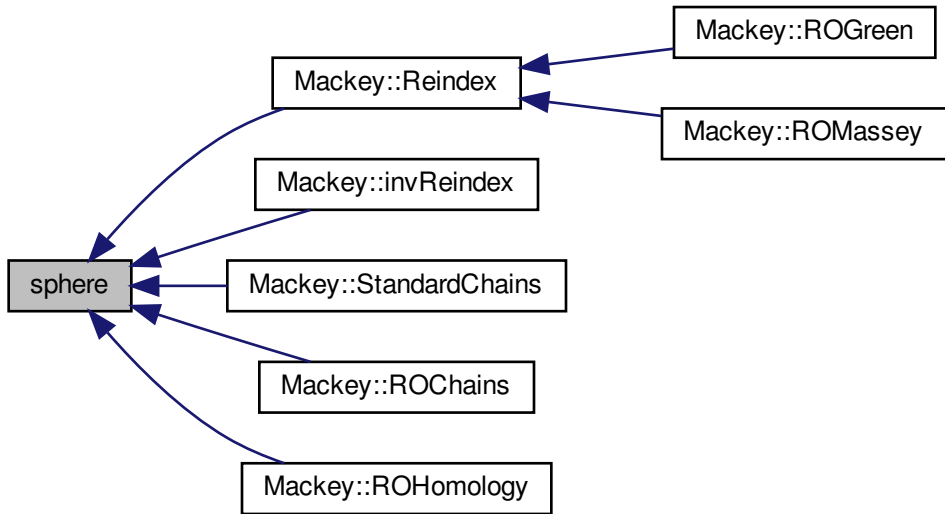 sphere
Mackey::Reindex
Mackey::ROGreen
Mackey::ROMassey
Mackey::invReindex
Mackey::StandardChains
Mackey::ROChains
Mackey::ROHomology